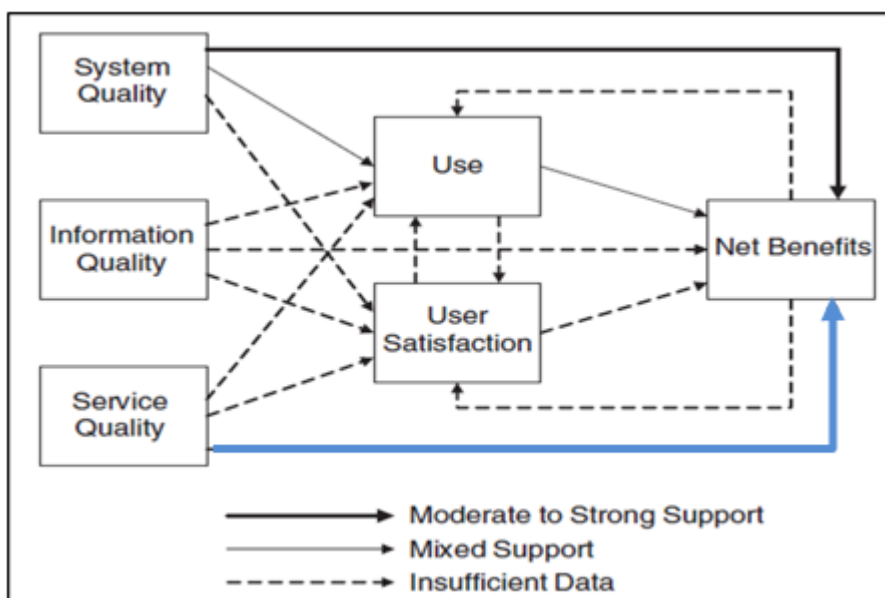 System
Quality
Use
Information
Quality
Net Benefits
User
Satisfaction
Service
Quality
Moderate to Strong Support
Mixed Support
Insufficient Data